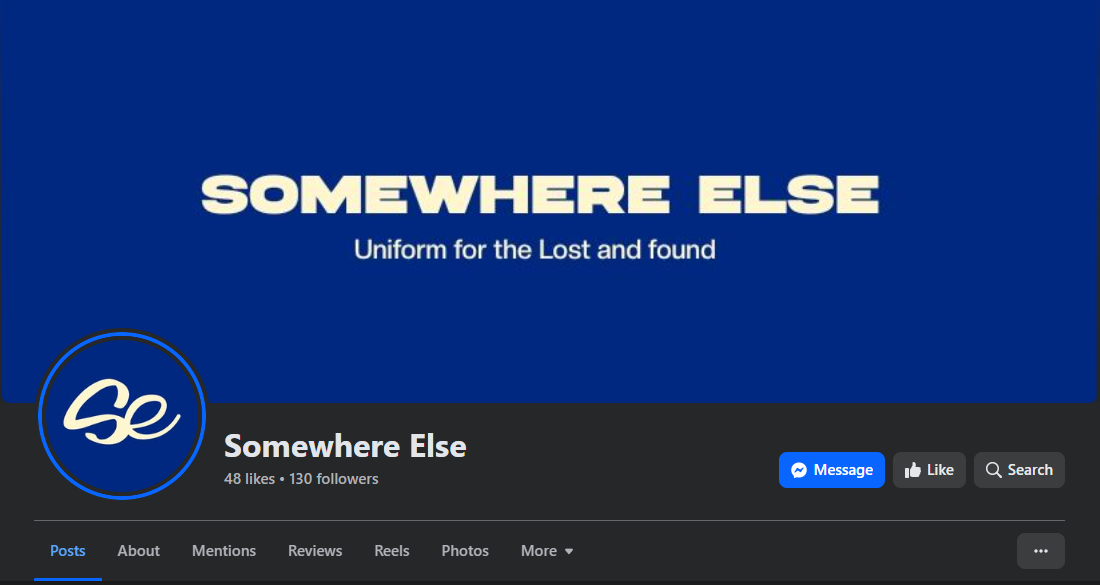 SOMEWHERE ELSE
Uniform for the Lost and found
Se
Somewhere Else
48 likes • 130 followers
Message
Like
Search
Posts
About
Mentions
Reviews
Reels
Photos
More